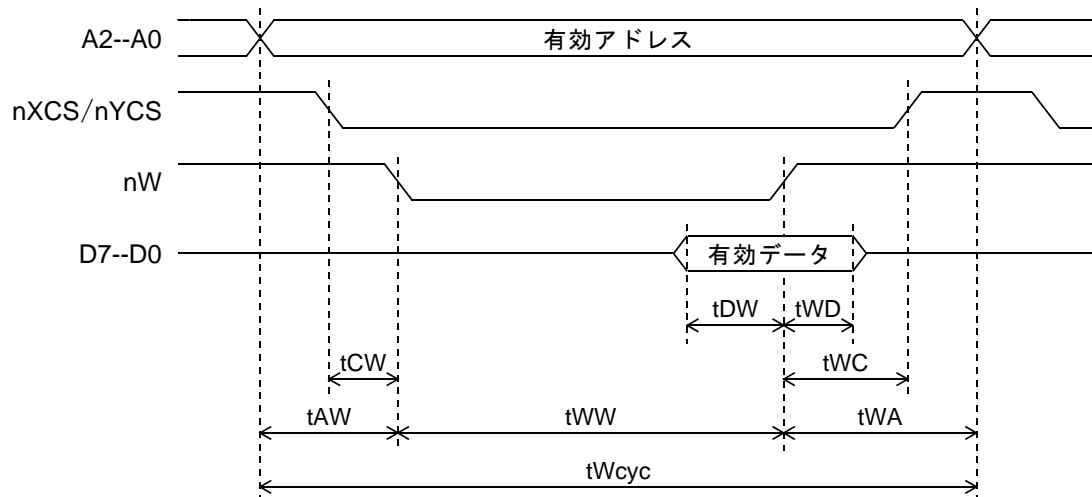 A2--A0
有効アドレス
nXCS/nYCS
nW
D7--D0
有効データ
tDW
tWD
tCW
tWC
tAW
tWW
tWA
tWcyc